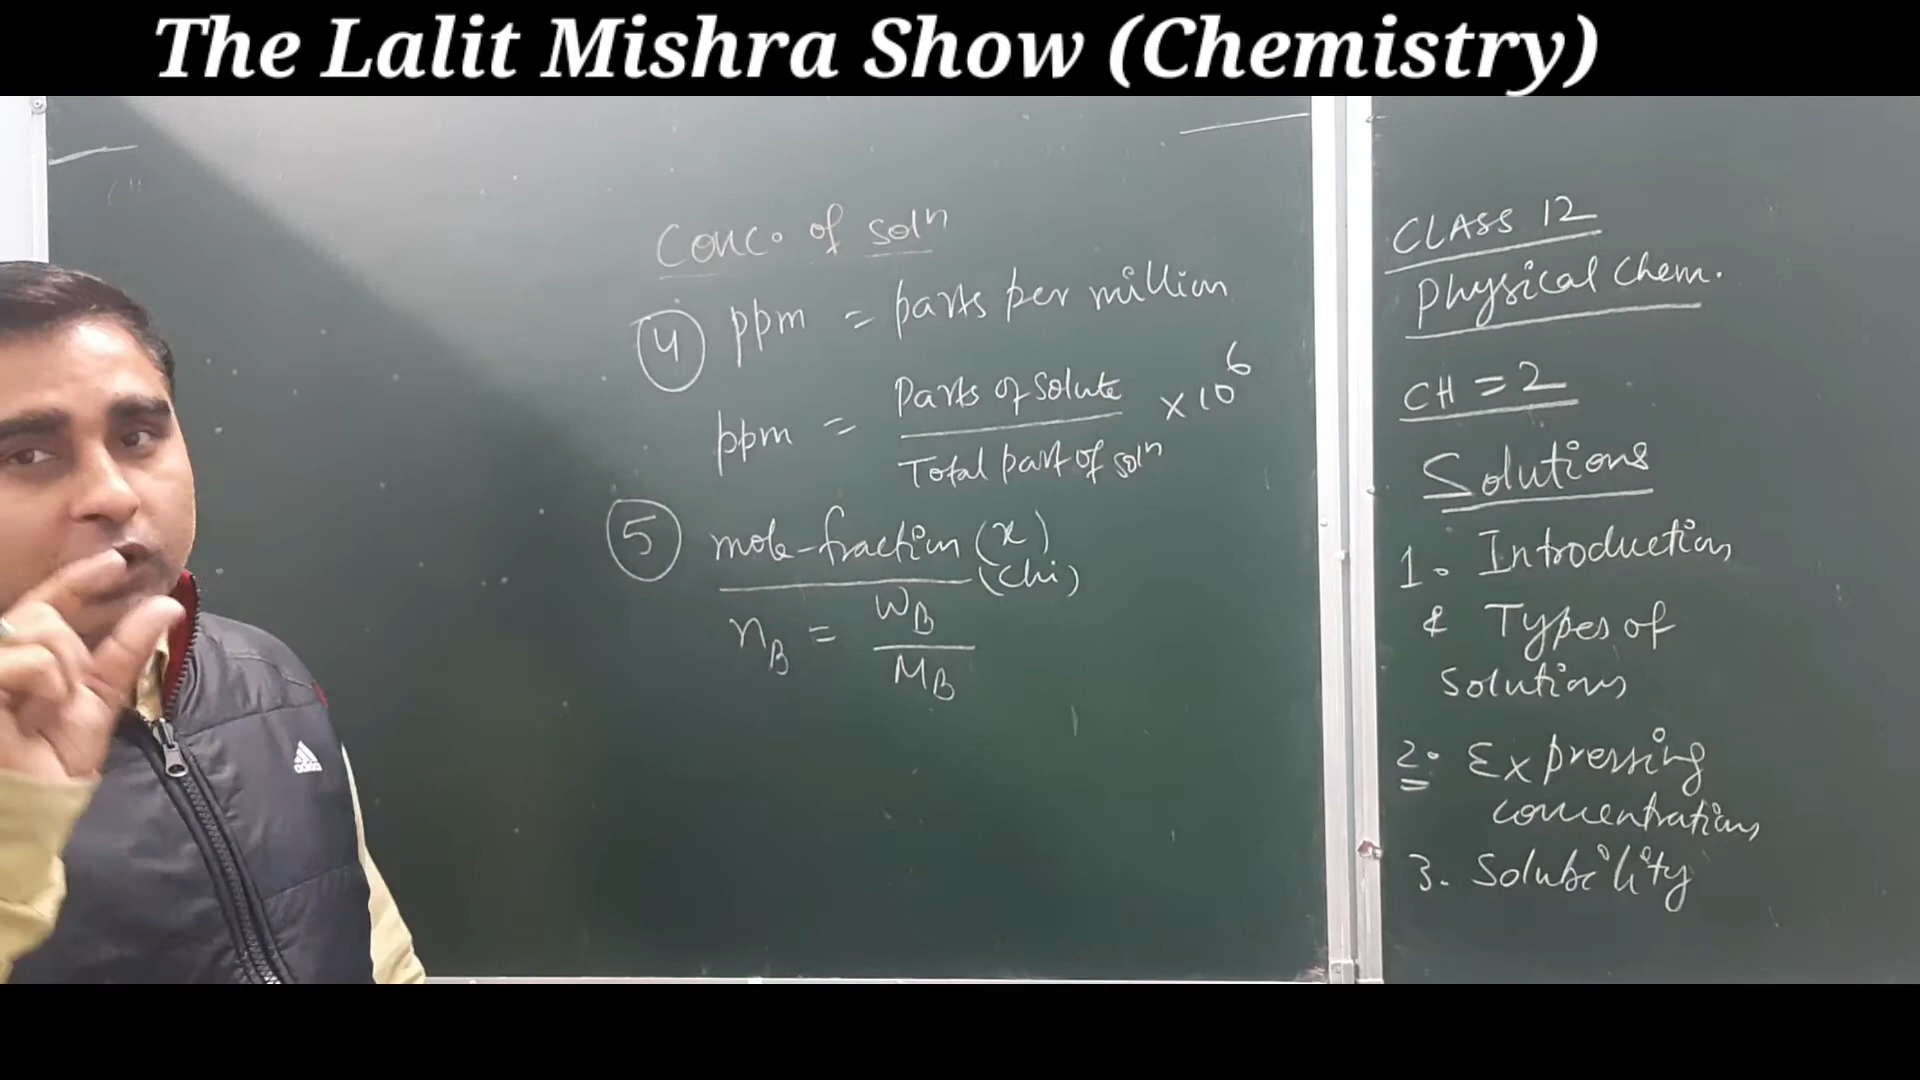 The Lalit Mishra Show (Chemistry)
Conc. of solⁿ
4 ppm = parts per million
ppm = Parts of Solute / Total part of solⁿ × 10⁶
5 mole-fraction (x)
(Chi)
n_B = W_B / M_B
adidas
CLASS 12
Physical Chem.
CH = 2
Solutions
1. Introduction
& Types of
Solutions
2. Expressing
concentrations
3. Solubility